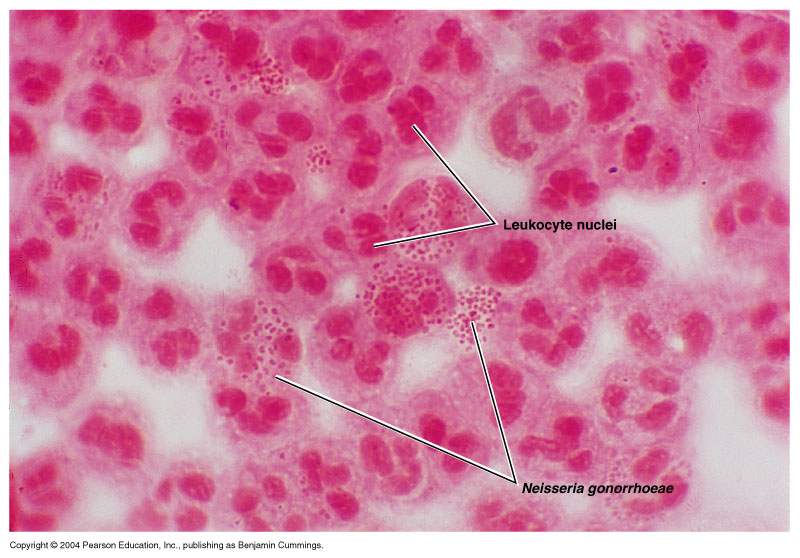 Leukocyte nuclei
Neisseria gonorrhoeae
Copyright © 2004 Pearson Education, Inc., publishing as Benjamin Cummings.